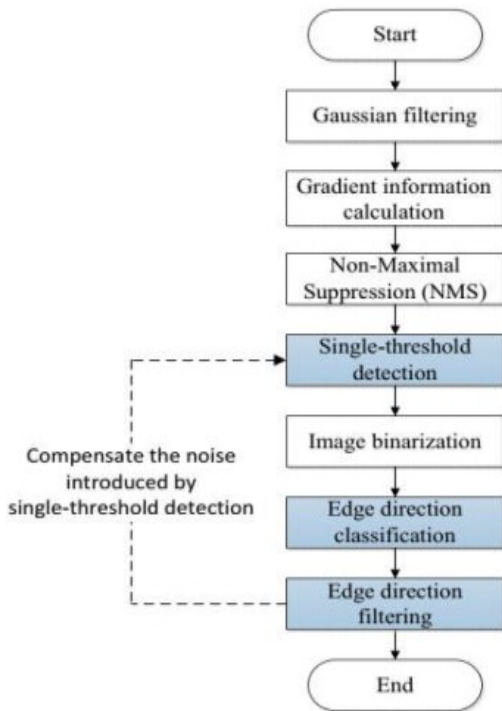 Start
Gaussian filtering
Gradient information
calculation
Non-Maximal
Suppression (NMS)
Single-threshold
detection
Image binarization
Compensate the noise
introduced by
single-threshold detection
Edge direction
classification
Edge direction
filtering
End